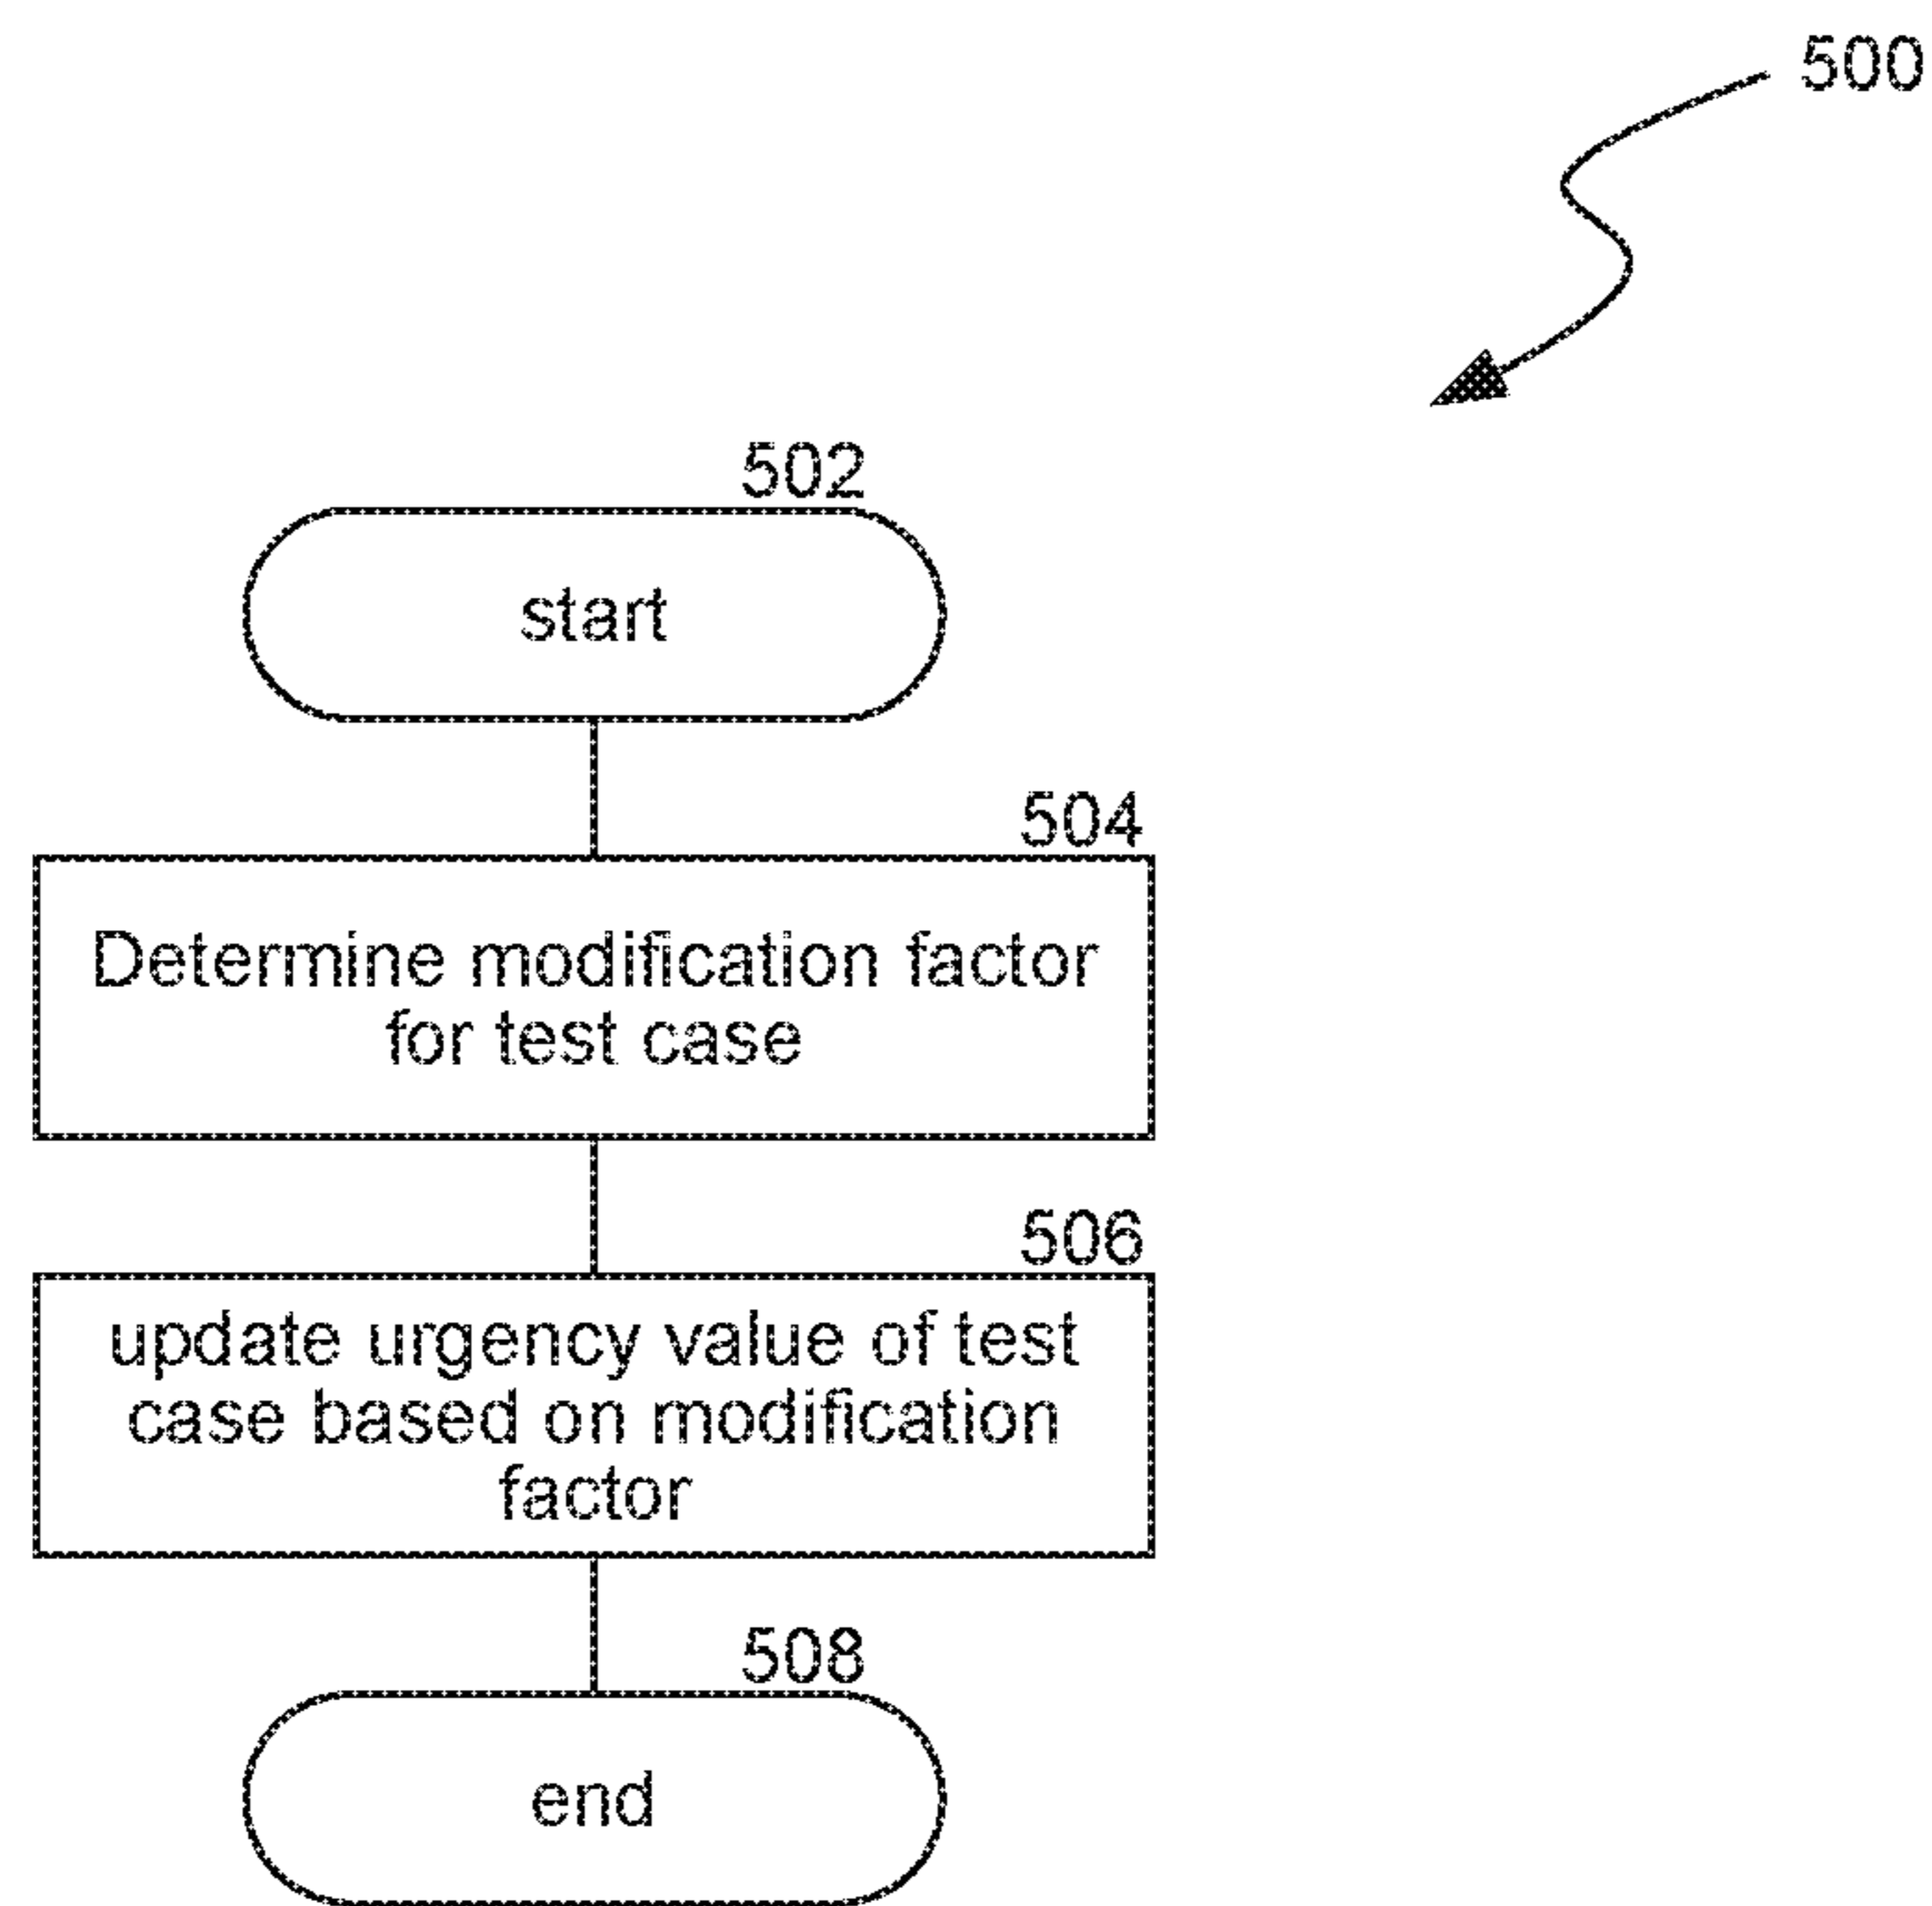 500
502
start
504
Determine modification factor
for test case
506
update urgency value of test
case based on modification
factor
508
end